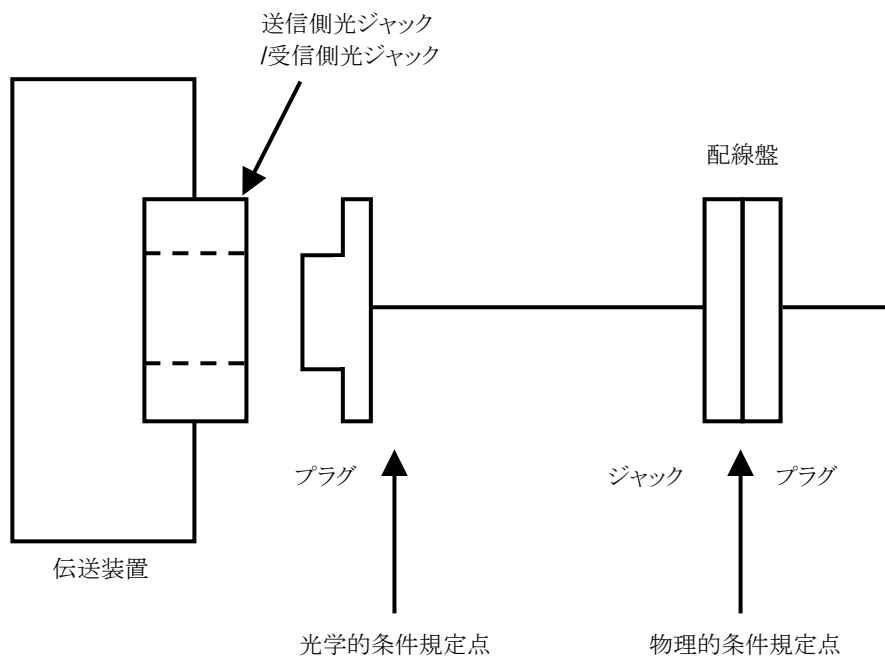 送信側光ジャック
/受信側光ジャック
配線盤
プラグ
ジャック
プラグ
伝送装置
光学的条件規定点
物理的条件規定点